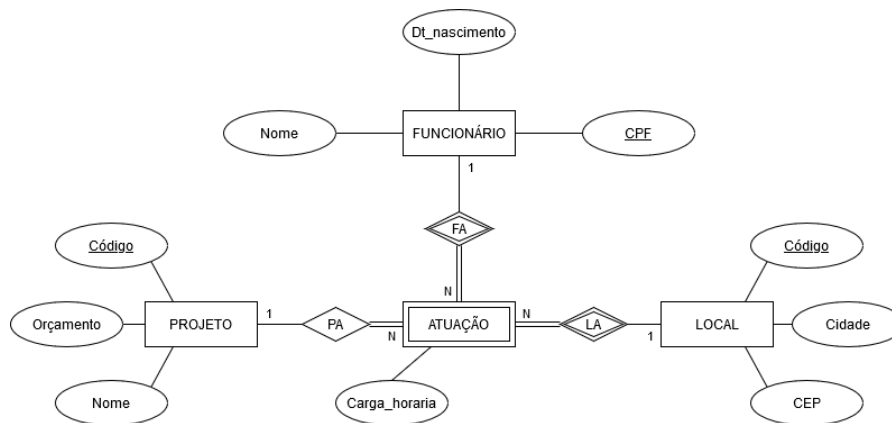 Dt_nascimento
Nome
FUNCIONÁRIO
CPF
1
FA
Código
Código
N
Orçamento
PROJETO
1
PA
N
ATUAÇÃO
N
LA
1
LOCAL
Cidade
Nome
Carga_horaria
CEP